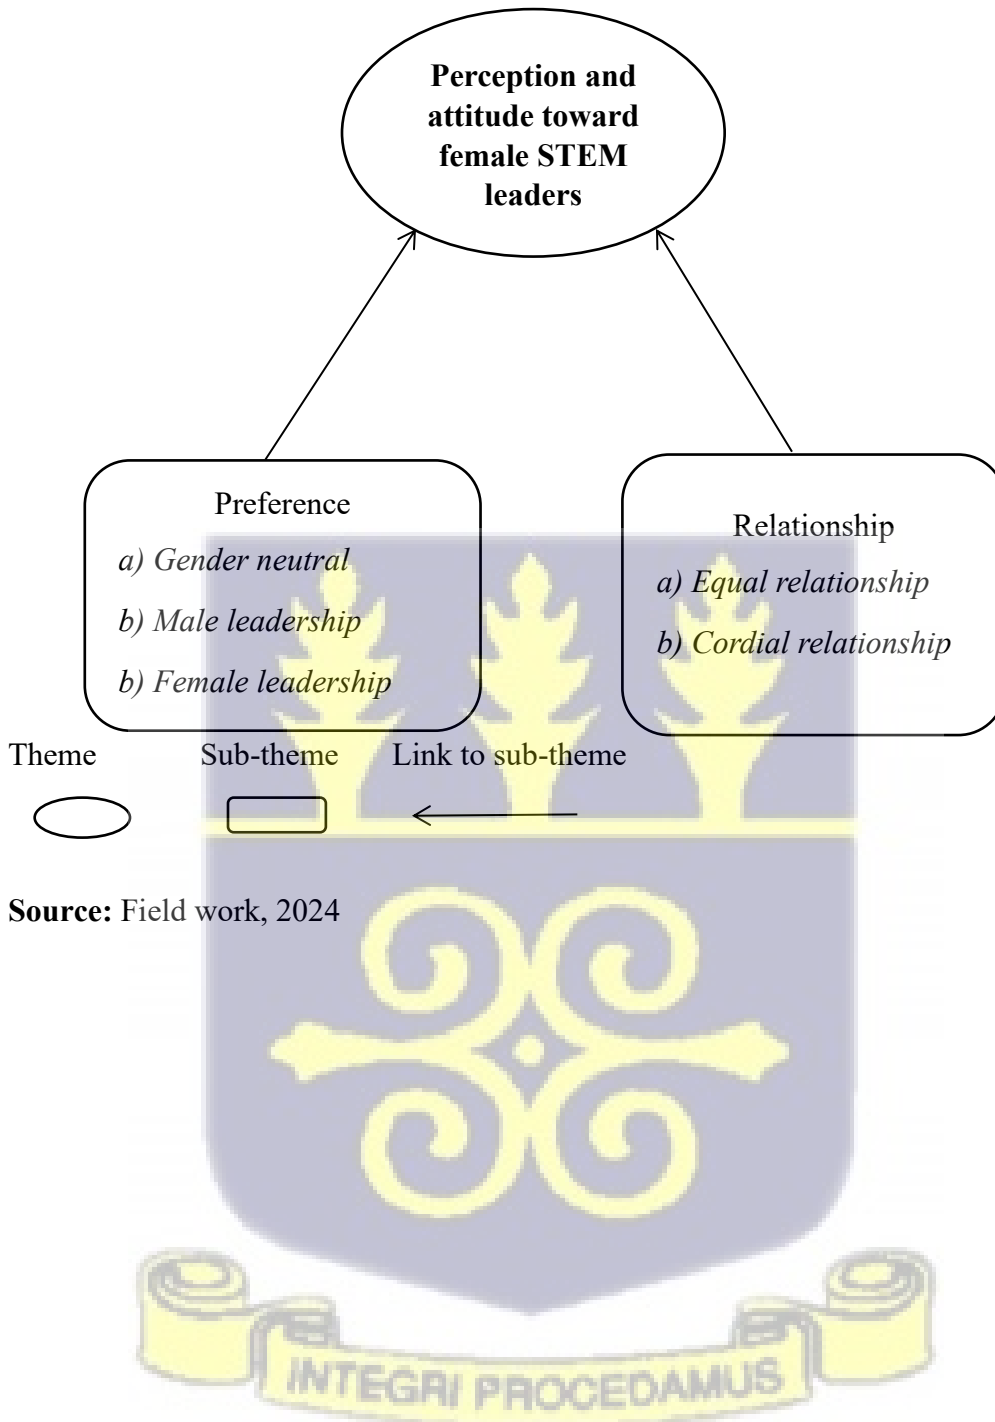 Perception and
attitude toward
female STEM
leaders
Preference
a) Gender neutral
b) Male leadership
b) Female leadership
Relationship
a) Equal relationship
b) Cordial relationship
Theme Sub-theme Link to sub-theme
Source: Field work, 2024
INTEGRI PROCEDAMUS